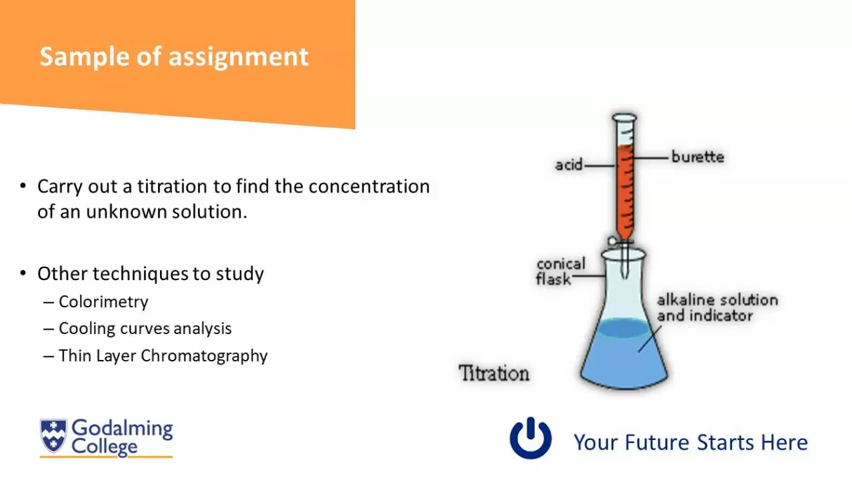 Sample of assignment
• Carry out a titration to find the concentration
of an unknown solution.
• Other techniques to study
– Colorimetry
– Cooling curves analysis
– Thin Layer Chromatography
acid
burette
conical
flask
alkaline solution
and indicator
Titration
Godalming
College
Your Future Starts Here